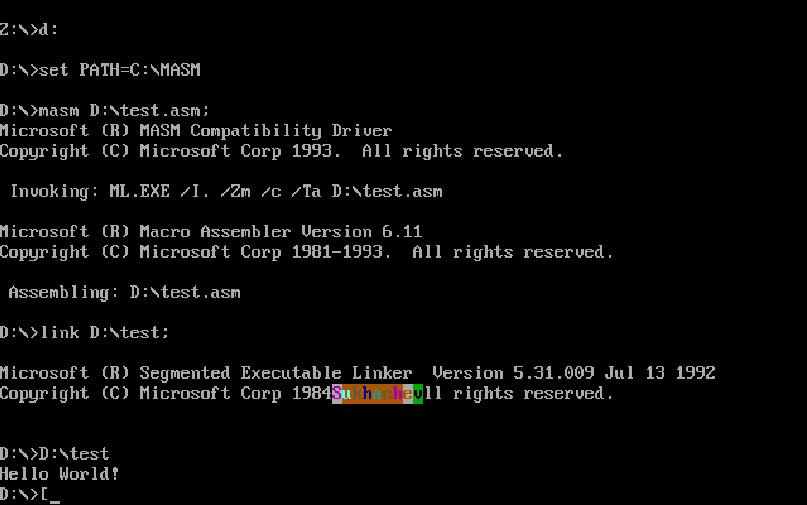 Z:\>d:
D:\>set PATH=C:\MASM
D:\>masm D:\test.asm;
Microsoft (R) MASM Compatibility Driver
Copyright (C) Microsoft Corp 1993.  All rights reserved.
 Invoking: ML.EXE /I. /Zm /c /Ta D:\test.asm
Microsoft (R) Macro Assembler Version 6.11
Copyright (C) Microsoft Corp 1981-1993.  All rights reserved.
 Assembling: D:\test.asm
D:\>link D:\test;
Microsoft (R) Segmented Executable Linker  Version 5.31.009 Jul 13 1992
Copyright (C) Microsoft Corp 1984Sukhachevll rights reserved.
D:\>D:\test
Hello World!
D:\>[_